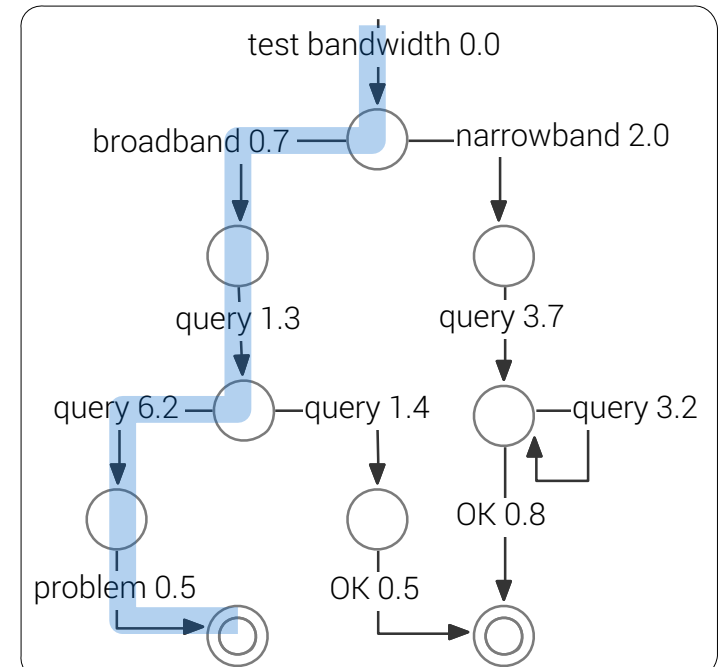 test bandwidth 0.0
broadband 0.7
narrowband 2.0
query 1.3
query 3.7
query 6.2
query 1.4
query 3.2
OK 0.8
problem 0.5
OK 0.5